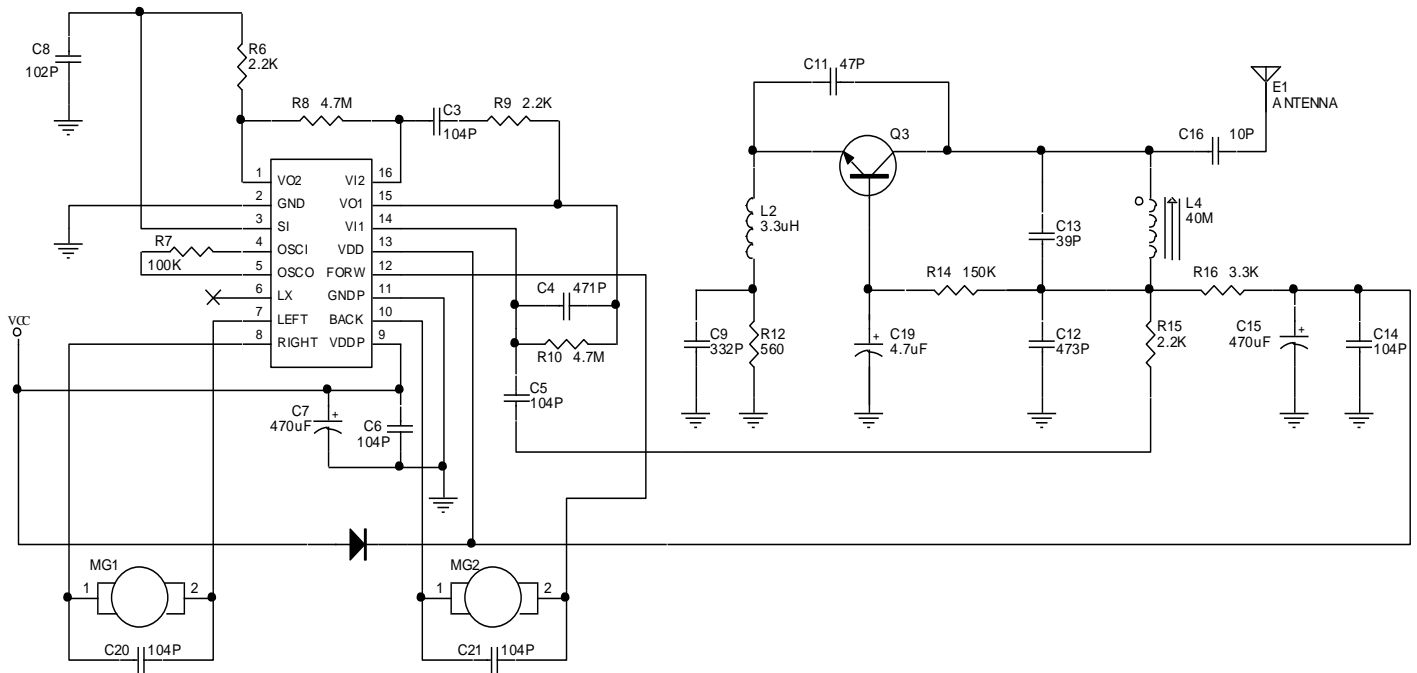 C8
102P
R6
2.2K
R8 4.7M
C3
104P
R9 2.2K
1 VO2 VI2 16
2 GND VO1 15
3 SI VI1 14
4 OSCI VDD 13
5 OSCO FORW 12
6 LX GNDP 11
7 LEFT BACK 10
8 RIGHT VDDP 9
R7
100K
VCC
C4 471P
R10 4.7M
C5
104P
C7
470uF
+
C6
104P
MG1
1 2
C20 104P
MG2
1 2
C21 104P
C11 47P
Q3
E1
ANTENNA
C16 10P
L2
3.3uH
C13
39P
L4
40M
R14 150K
R16 3.3K
C9
332P
R12
560
+
C19
4.7uF
C12
473P
R15
2.2K
C15
470uF
+
C14
104P